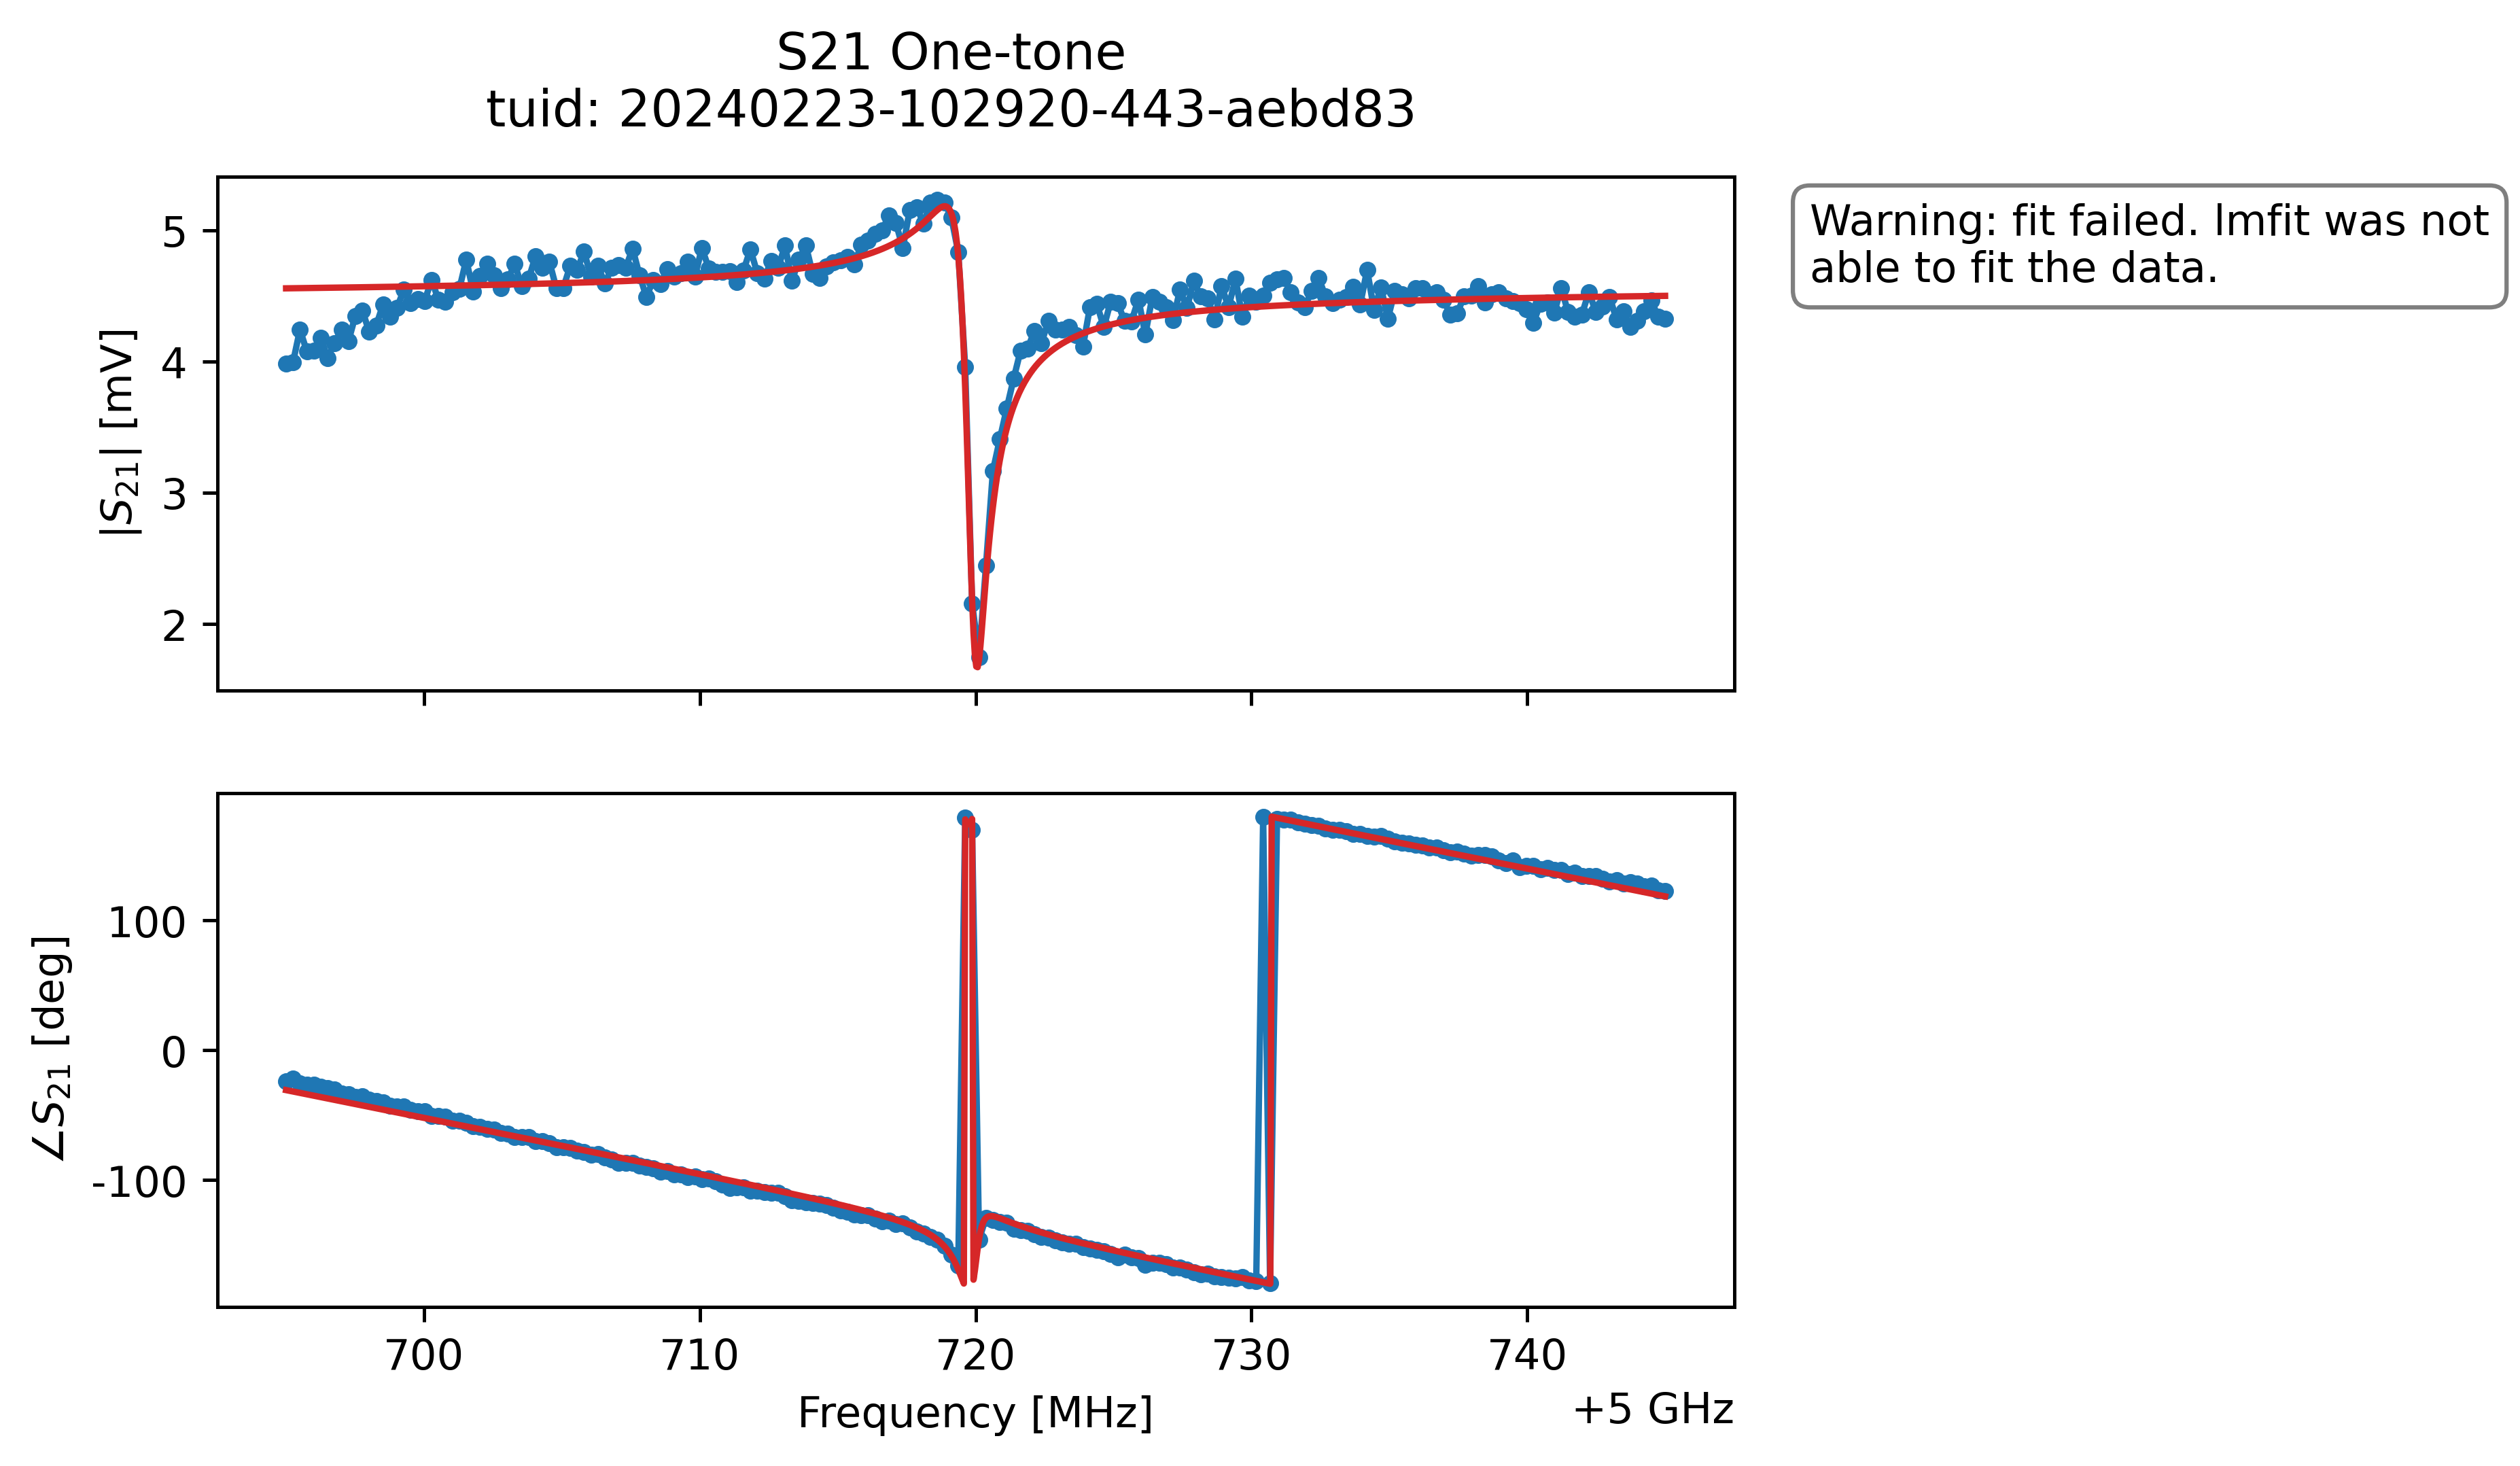 S21 One-tone
tuid: 20240223-102920-443-aebd83
|S₂₁| [mV]
5
4
3
2
Warning: fit failed. lmfit was not
able to fit the data.
∠S₂₁ [deg]
100
0
-100
700 710 720 730 740
Frequency [MHz]
+5 GHz